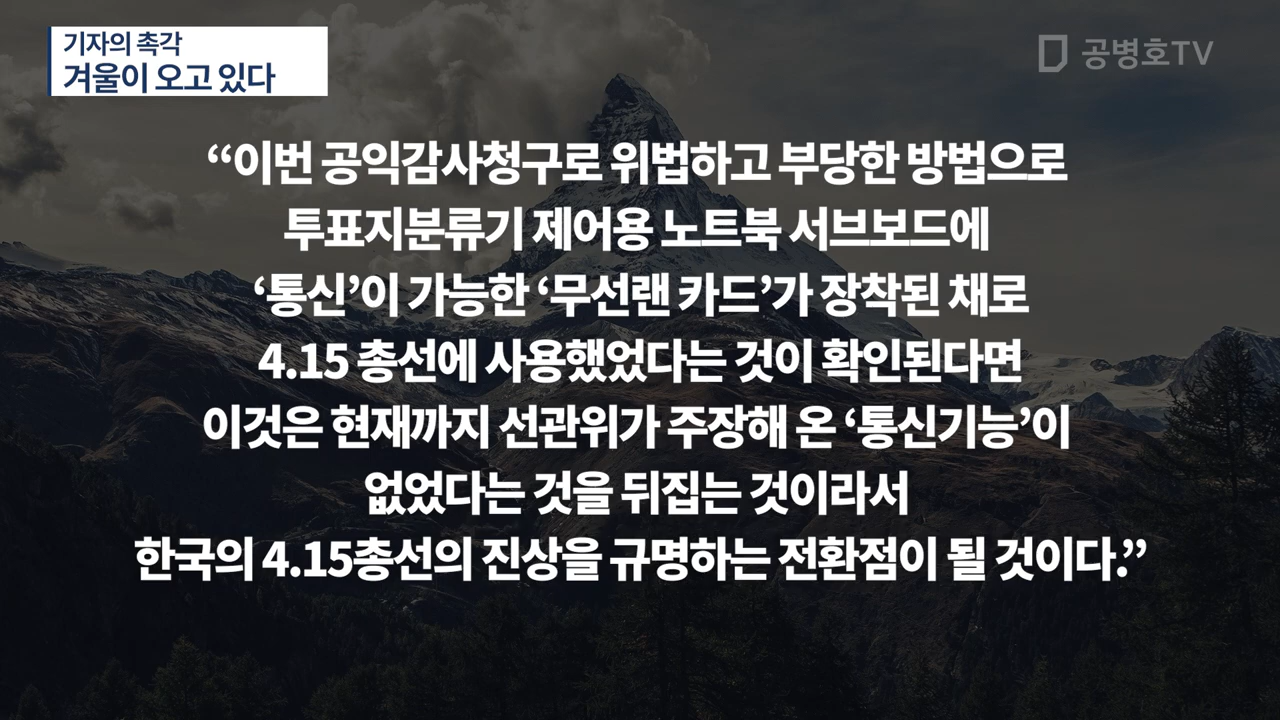 기자의 촉각
겨울이 오고 있다
공병호TV
“이번 공익감사청구로 위법하고 부당한 방법으로
투표지분류기 제어용 노트북 서브보드에
‘통신’이 가능한 ‘무선랜 카드’가 장착된 채로
4.15 총선에 사용했었다는 것이 확인된다면
이것은 현재까지 선관위가 주장해 온 ‘통신기능’이
없었다는 것을 뒤집는 것이라서
한국의 4.15총선의 진상을 규명하는 전환점이 될 것이다.”